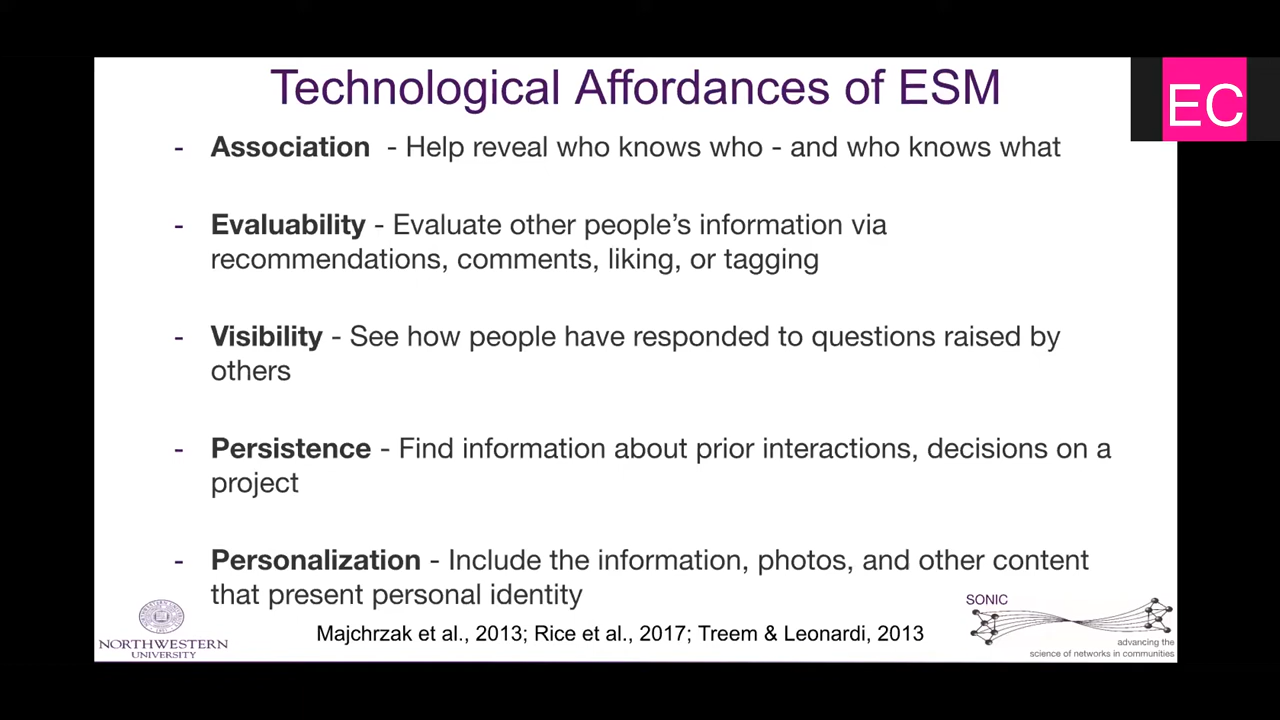 Technological Affordances of ESM
EC
- Association - Help reveal who knows who - and who knows what
- Evaluability - Evaluate other people’s information via
recommendations, comments, liking, or tagging
- Visibility - See how people have responded to questions raised by
others
- Persistence - Find information about prior interactions, decisions on a
project
- Personalization - Include the information, photos, and other content
that present personal identity
Majchrzak et al., 2013; Rice et al., 2017; Treem & Leonardi, 2013
NORTHWESTERN
UNIVERSITY
SONIC
advancing the
science of networks in communities